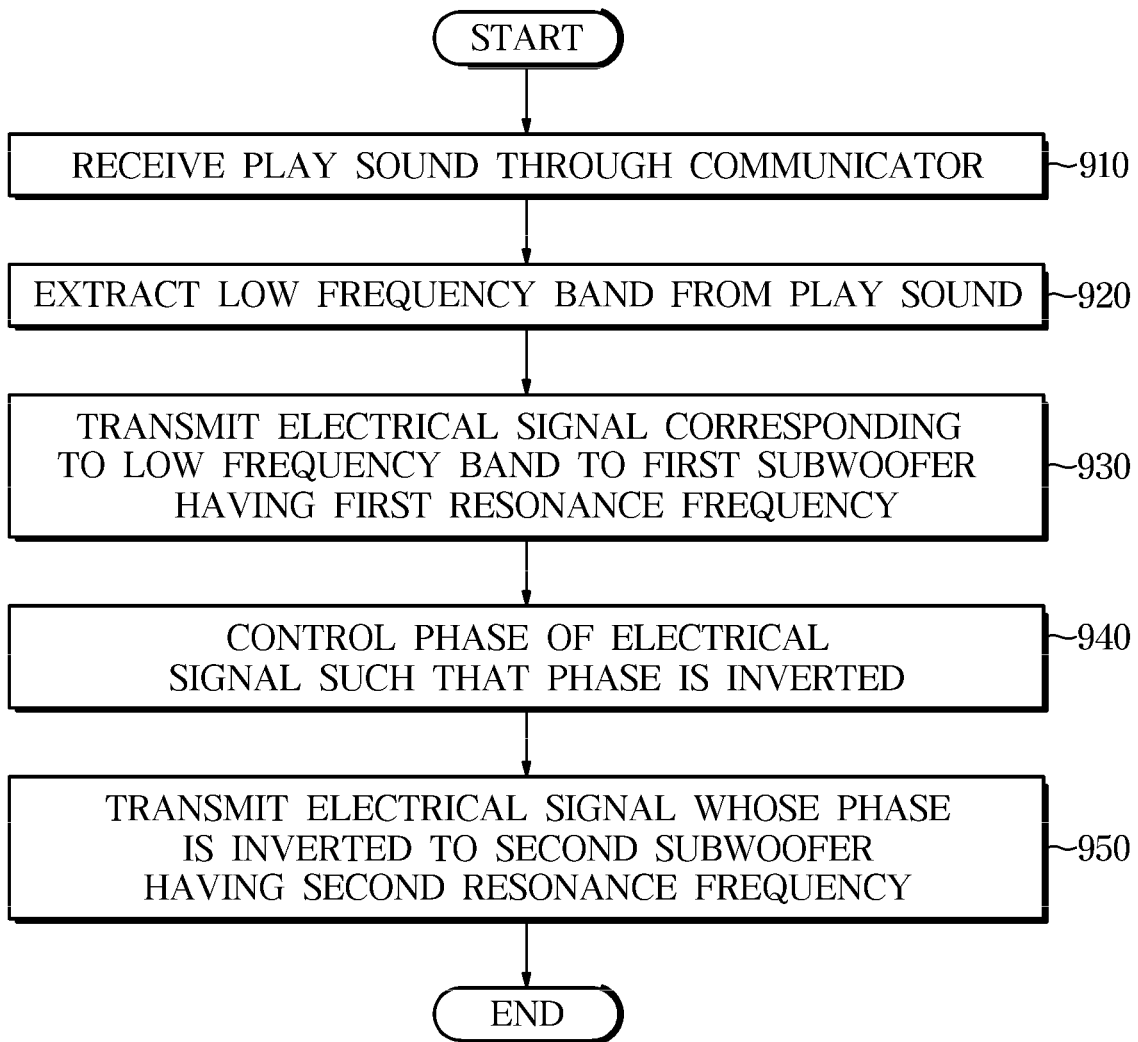 START
RECEIVE PLAY SOUND THROUGH COMMUNICATOR
910
EXTRACT LOW FREQUENCY BAND FROM PLAY SOUND
920
TRANSMIT ELECTRICAL SIGNAL CORRESPONDING
TO LOW FREQUENCY BAND TO FIRST SUBWOOFER
HAVING FIRST RESONANCE FREQUENCY
930
CONTROL PHASE OF ELECTRICAL
SIGNAL SUCH THAT PHASE IS INVERTED
940
TRANSMIT ELECTRICAL SIGNAL WHOSE PHASE
IS INVERTED TO SECOND SUBWOOFER
HAVING SECOND RESONANCE FREQUENCY
950
END